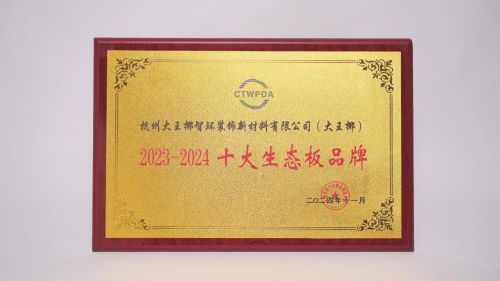 CTWPDA
杭州大王椰智环装饰新材料有限公司（大王椰）
2023-2024 十大生态板品牌
二〇二四年十一月